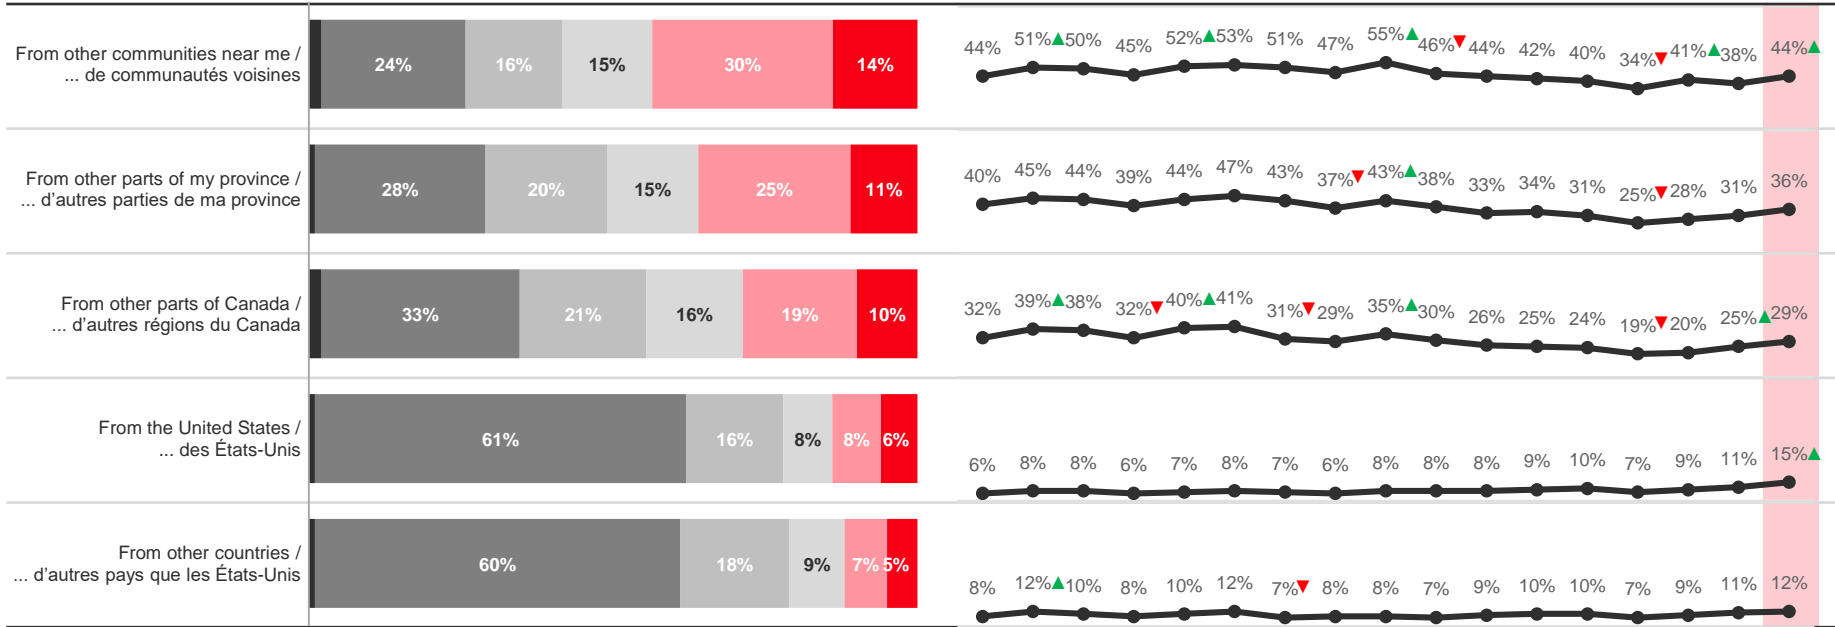 From other communities near me /
... de communautés voisines
24% 16% 15% 30% 14%
44% 51%▲ 50% 45% 52%▲ 53% 51% 47% 55%▲ 46%▼ 44% 42% 40% 34%▼ 41%▲ 38% 44%▲
From other parts of my province /
... d'autres parties de ma province
28% 20% 15% 25% 11%
40% 45% 44% 39% 44% 47% 43% 37%▼ 43%▲ 38% 33% 34% 31% 25%▼ 28% 31% 36%
From other parts of Canada /
... d'autres régions du Canada
33% 21% 16% 19% 10%
32% 39%▲ 38% 32%▼ 40%▲ 41% 31%▼ 29% 35%▲ 30% 26% 25% 24% 19%▼ 20% 25%▲ 29%
From the United States /
... des États-Unis
61% 16% 8% 8% 6%
6% 8% 8% 6% 7% 8% 7% 6% 8% 8% 8% 9% 10% 7% 9% 11% 15%▲
From other countries /
... d'autres pays que les États-Unis
60% 18% 9% 7% 5%
8% 12%▲ 10% 8% 10% 12% 7%▼ 8% 8% 7% 9% 10% 10% 7% 9% 11% 12%